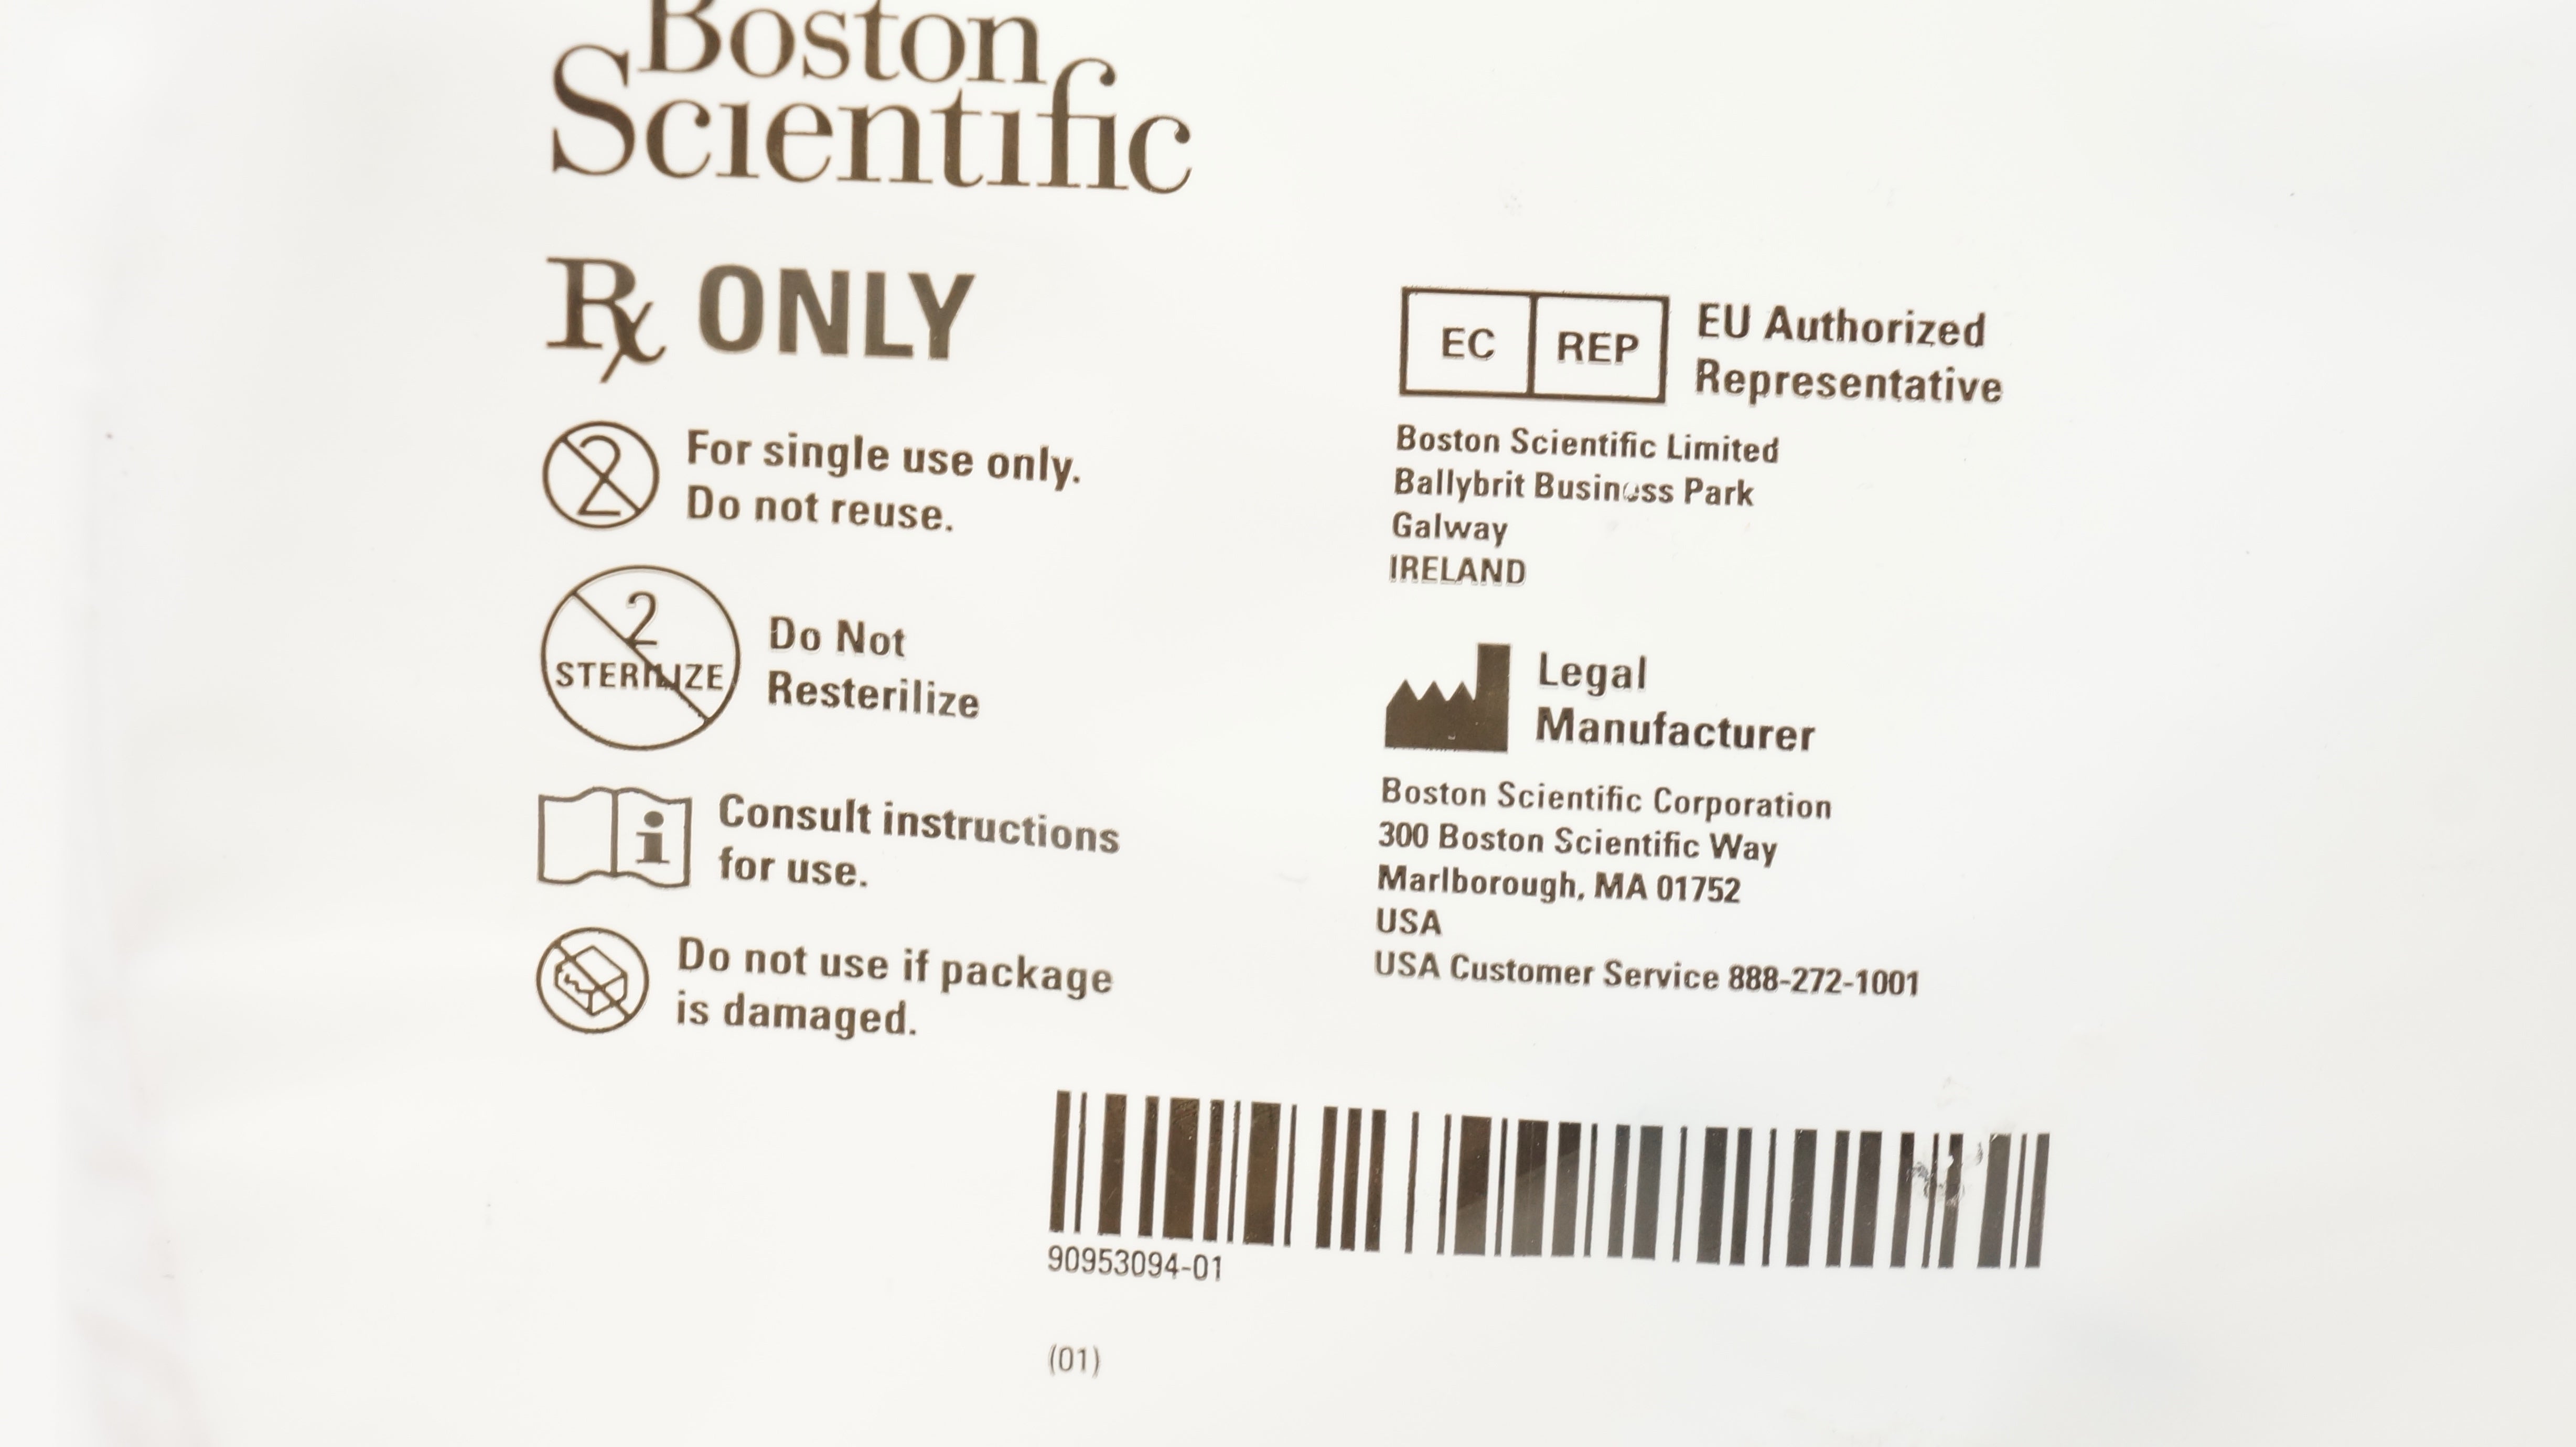 Boston
Scientific
Rx ONLY
2
For single use only.
Do not reuse.
2
STERILIZE
Do Not
Resterilize
i
Consult instructions
for use.
Do not use if package
is damaged.
EC REP
EU Authorized
Representative
Boston Scientific Limited
Ballybrit Business Park
Galway
IRELAND
Legal
Manufacturer
Boston Scientific Corporation
300 Boston Scientific Way
Marlborough, MA 01752
USA
USA Customer Service 888-272-1001
90953094-01
(01)